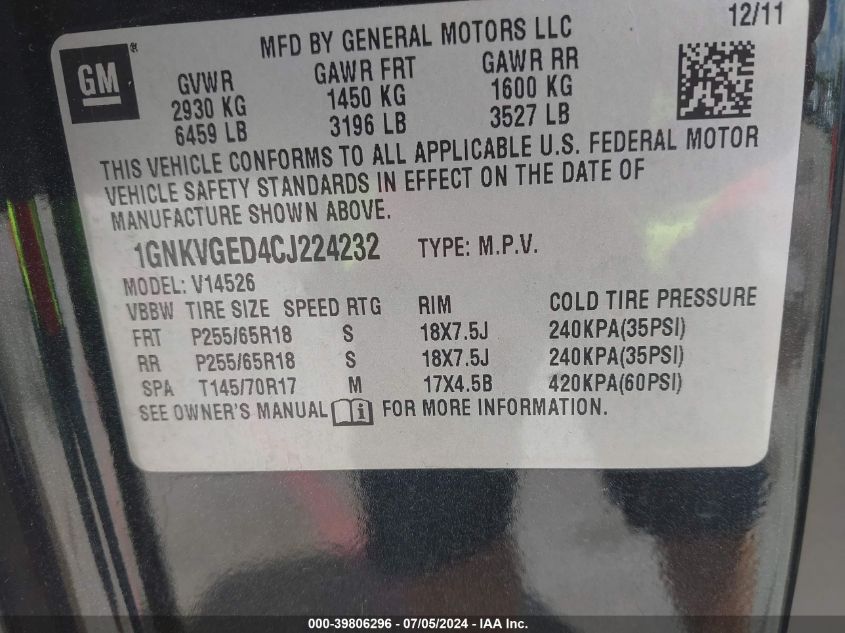 12/11
GM®
MFD BY GENERAL MOTORS LLC
GVWR GAWR FRT GAWR RR
2930 KG 1450 KG 1600 KG
6459 LB 3196 LB 3527 LB
THIS VEHICLE CONFORMS TO ALL APPLICABLE U.S. FEDERAL MOTOR
VEHICLE SAFETY STANDARDS IN EFFECT ON THE DATE OF
MANUFACTURE SHOWN ABOVE.
1GNKVGED4CJ224232 TYPE: M.P.V.
MODEL: V14526
VBBW TIRE SIZE SPEED RTG RIM COLD TIRE PRESSURE
FRT P255/65R18 S 18X7.5J 240KPA(35PSI)
RR P255/65R18 S 18X7.5J 240KPA(35PSI)
SPA T145/70R17 M 17X4.5B 420KPA(60PSI)
SEE OWNER'S MANUAL i FOR MORE INFORMATION.
000-39806296 - 07/05/2024 - IAA Inc.